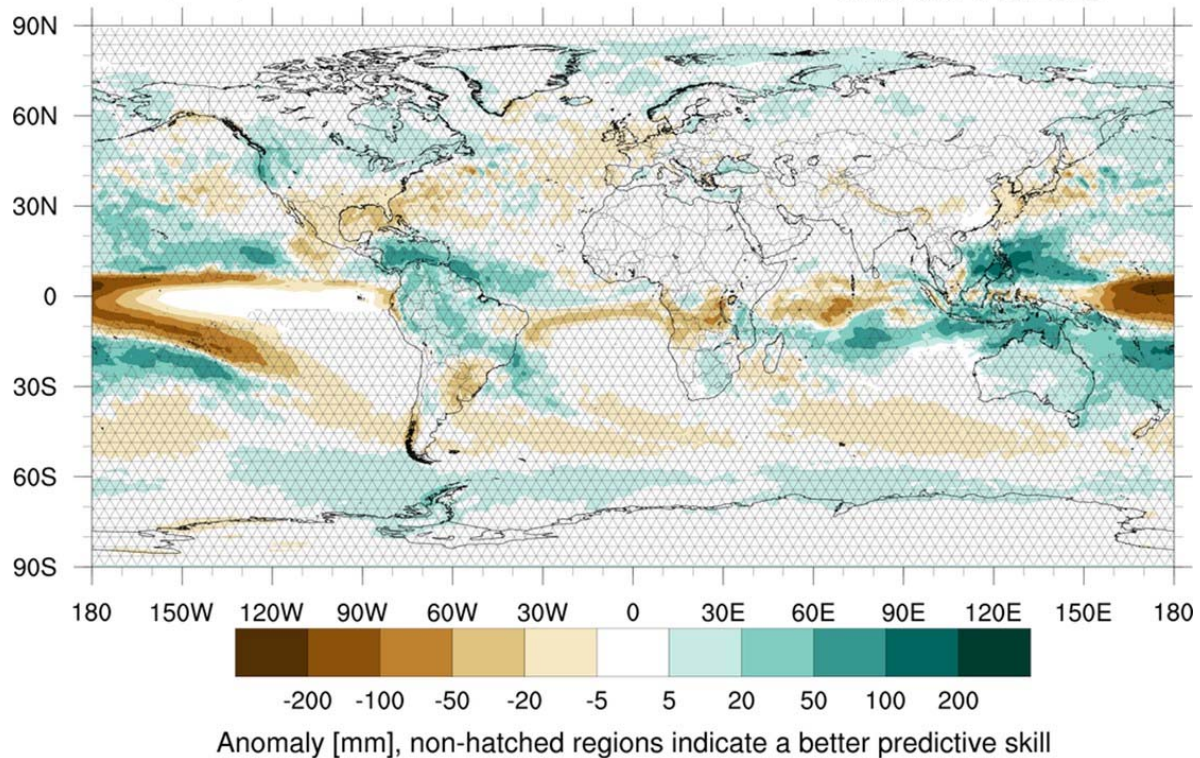 90N
60N
30N
0
30S
60S
90S
180 150W 120W 90W 60W 30W 0 30E 60E 90E 120E 150E 180
-200 -100 -50 -20 -5 5 20 50 100 200
Anomaly [mm], non-hatched regions indicate a better predictive skill